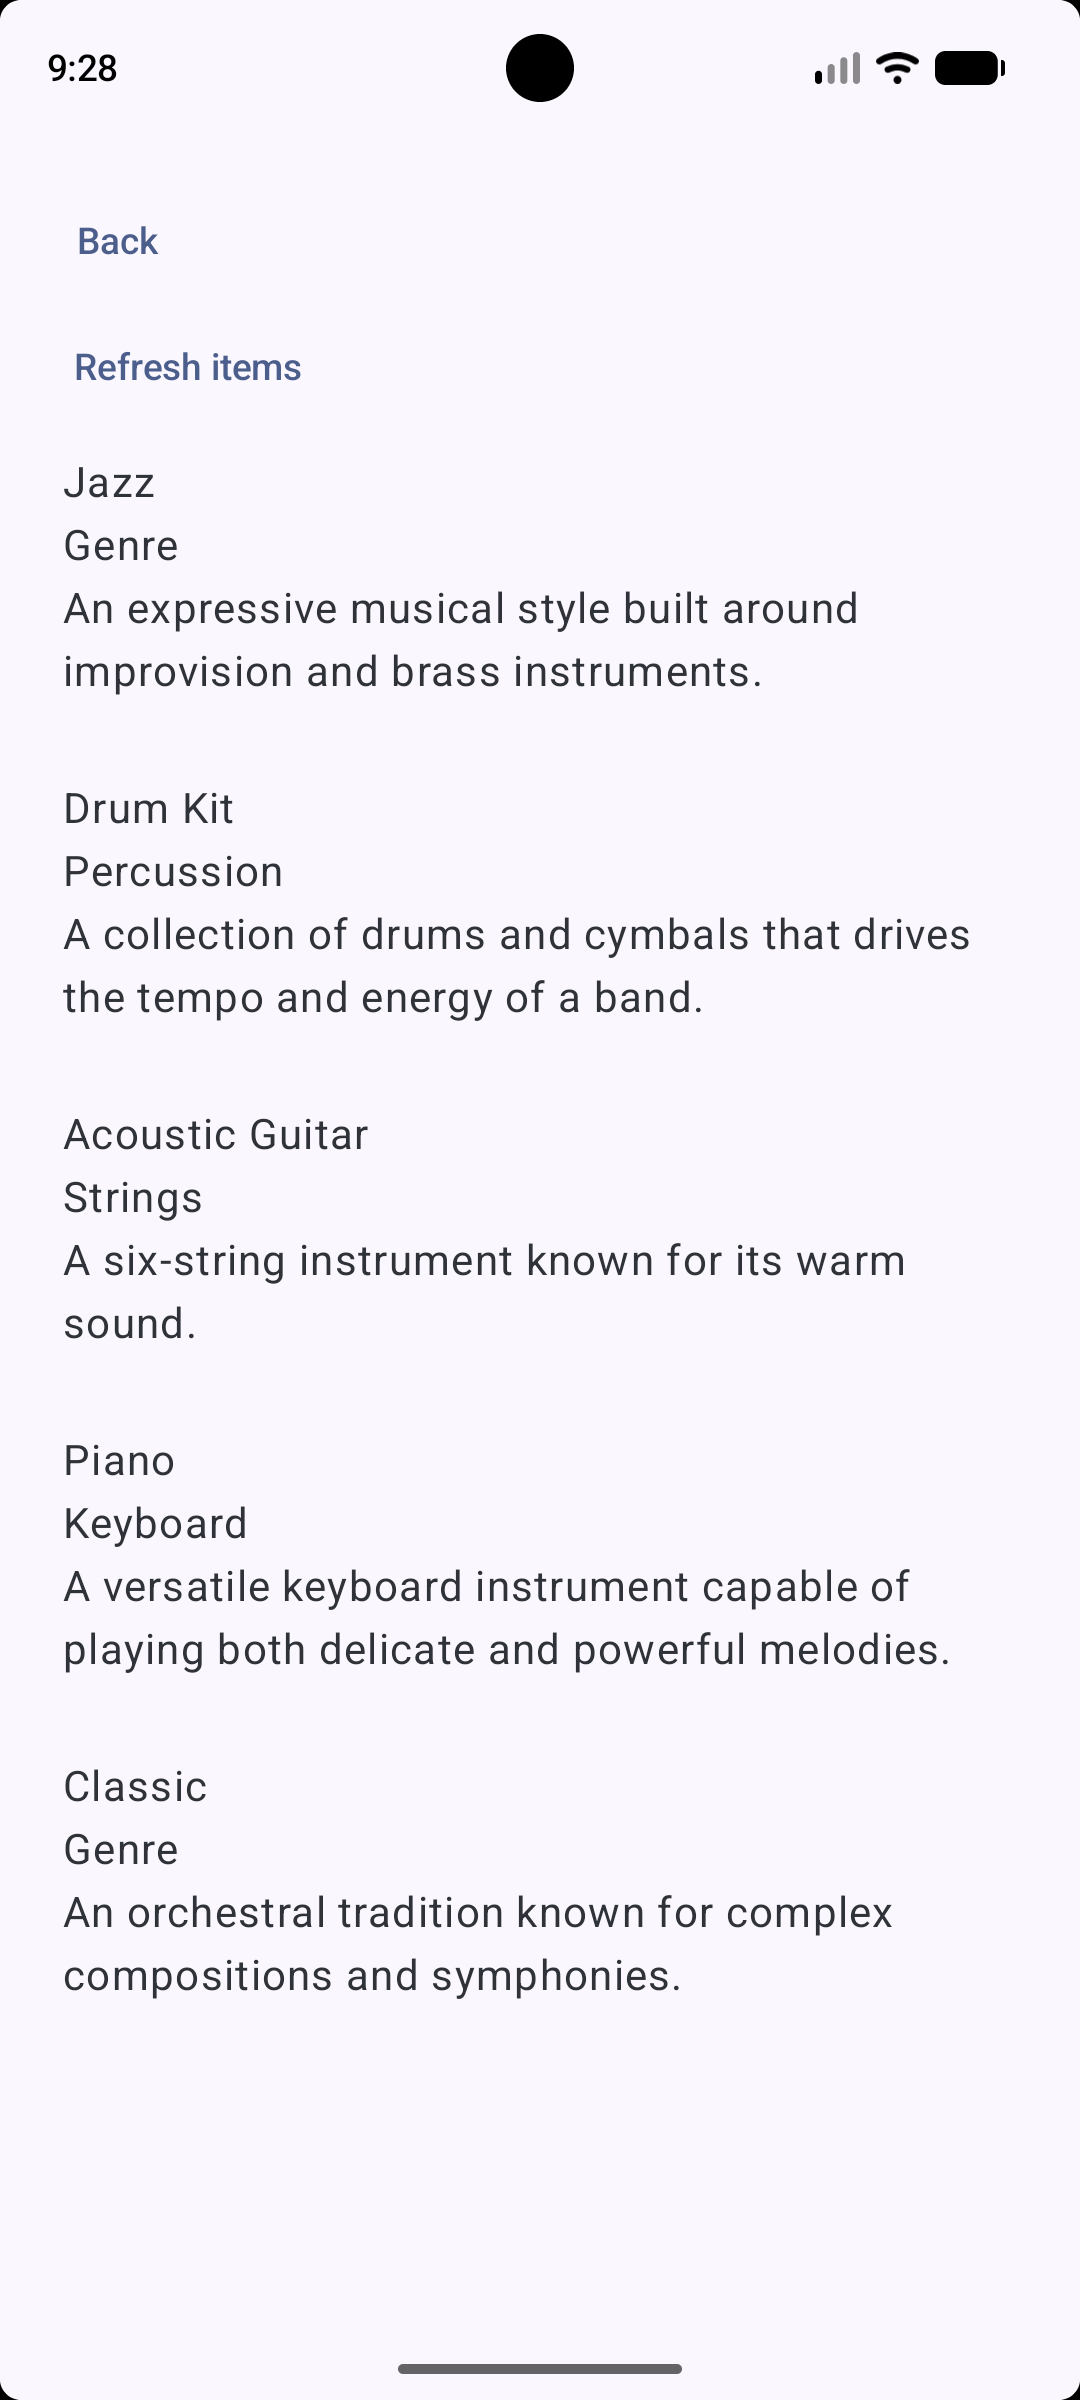 9:28
Back
Refresh items
Jazz
Genre
An expressive musical style built around
improvision and brass instruments.
Drum Kit
Percussion
A collection of drums and cymbals that drives
the tempo and energy of a band.
Acoustic Guitar
Strings
A six-string instrument known for its warm
sound.
Piano
Keyboard
A versatile keyboard instrument capable of
playing both delicate and powerful melodies.
Classic
Genre
An orchestral tradition known for complex
compositions and symphonies.